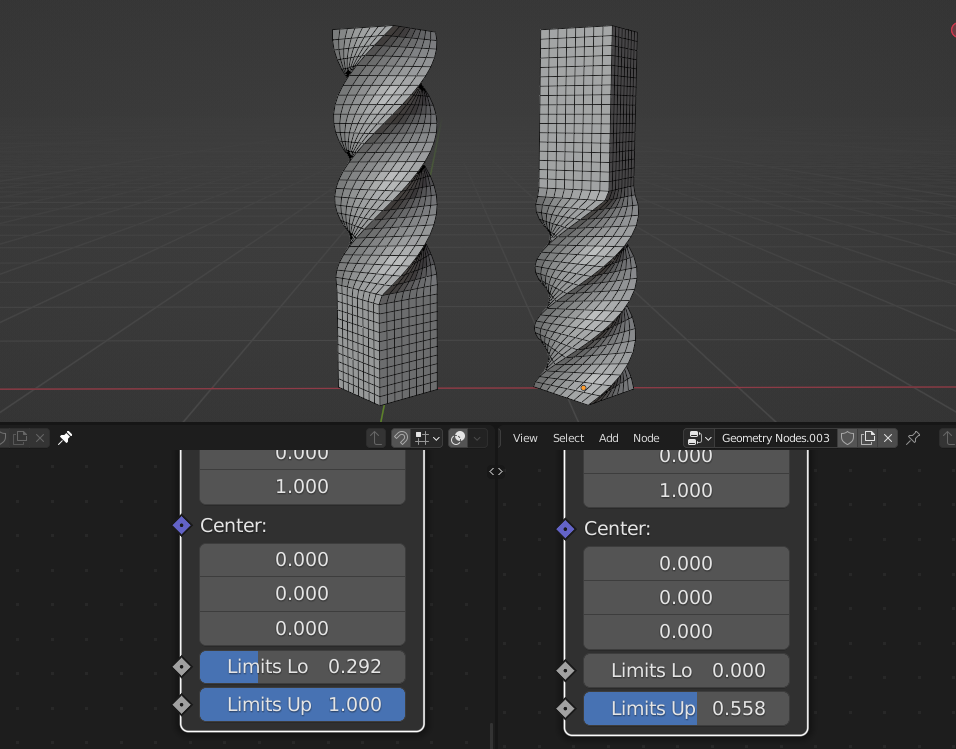 View Select Add Node Geometry Nodes.003
0.000
1.000
Center:
0.000
0.000
0.000
Limits Lo 0.292
Limits Up 1.000
0.000
1.000
Center:
0.000
0.000
0.000
Limits Lo 0.000
Limits Up 0.558